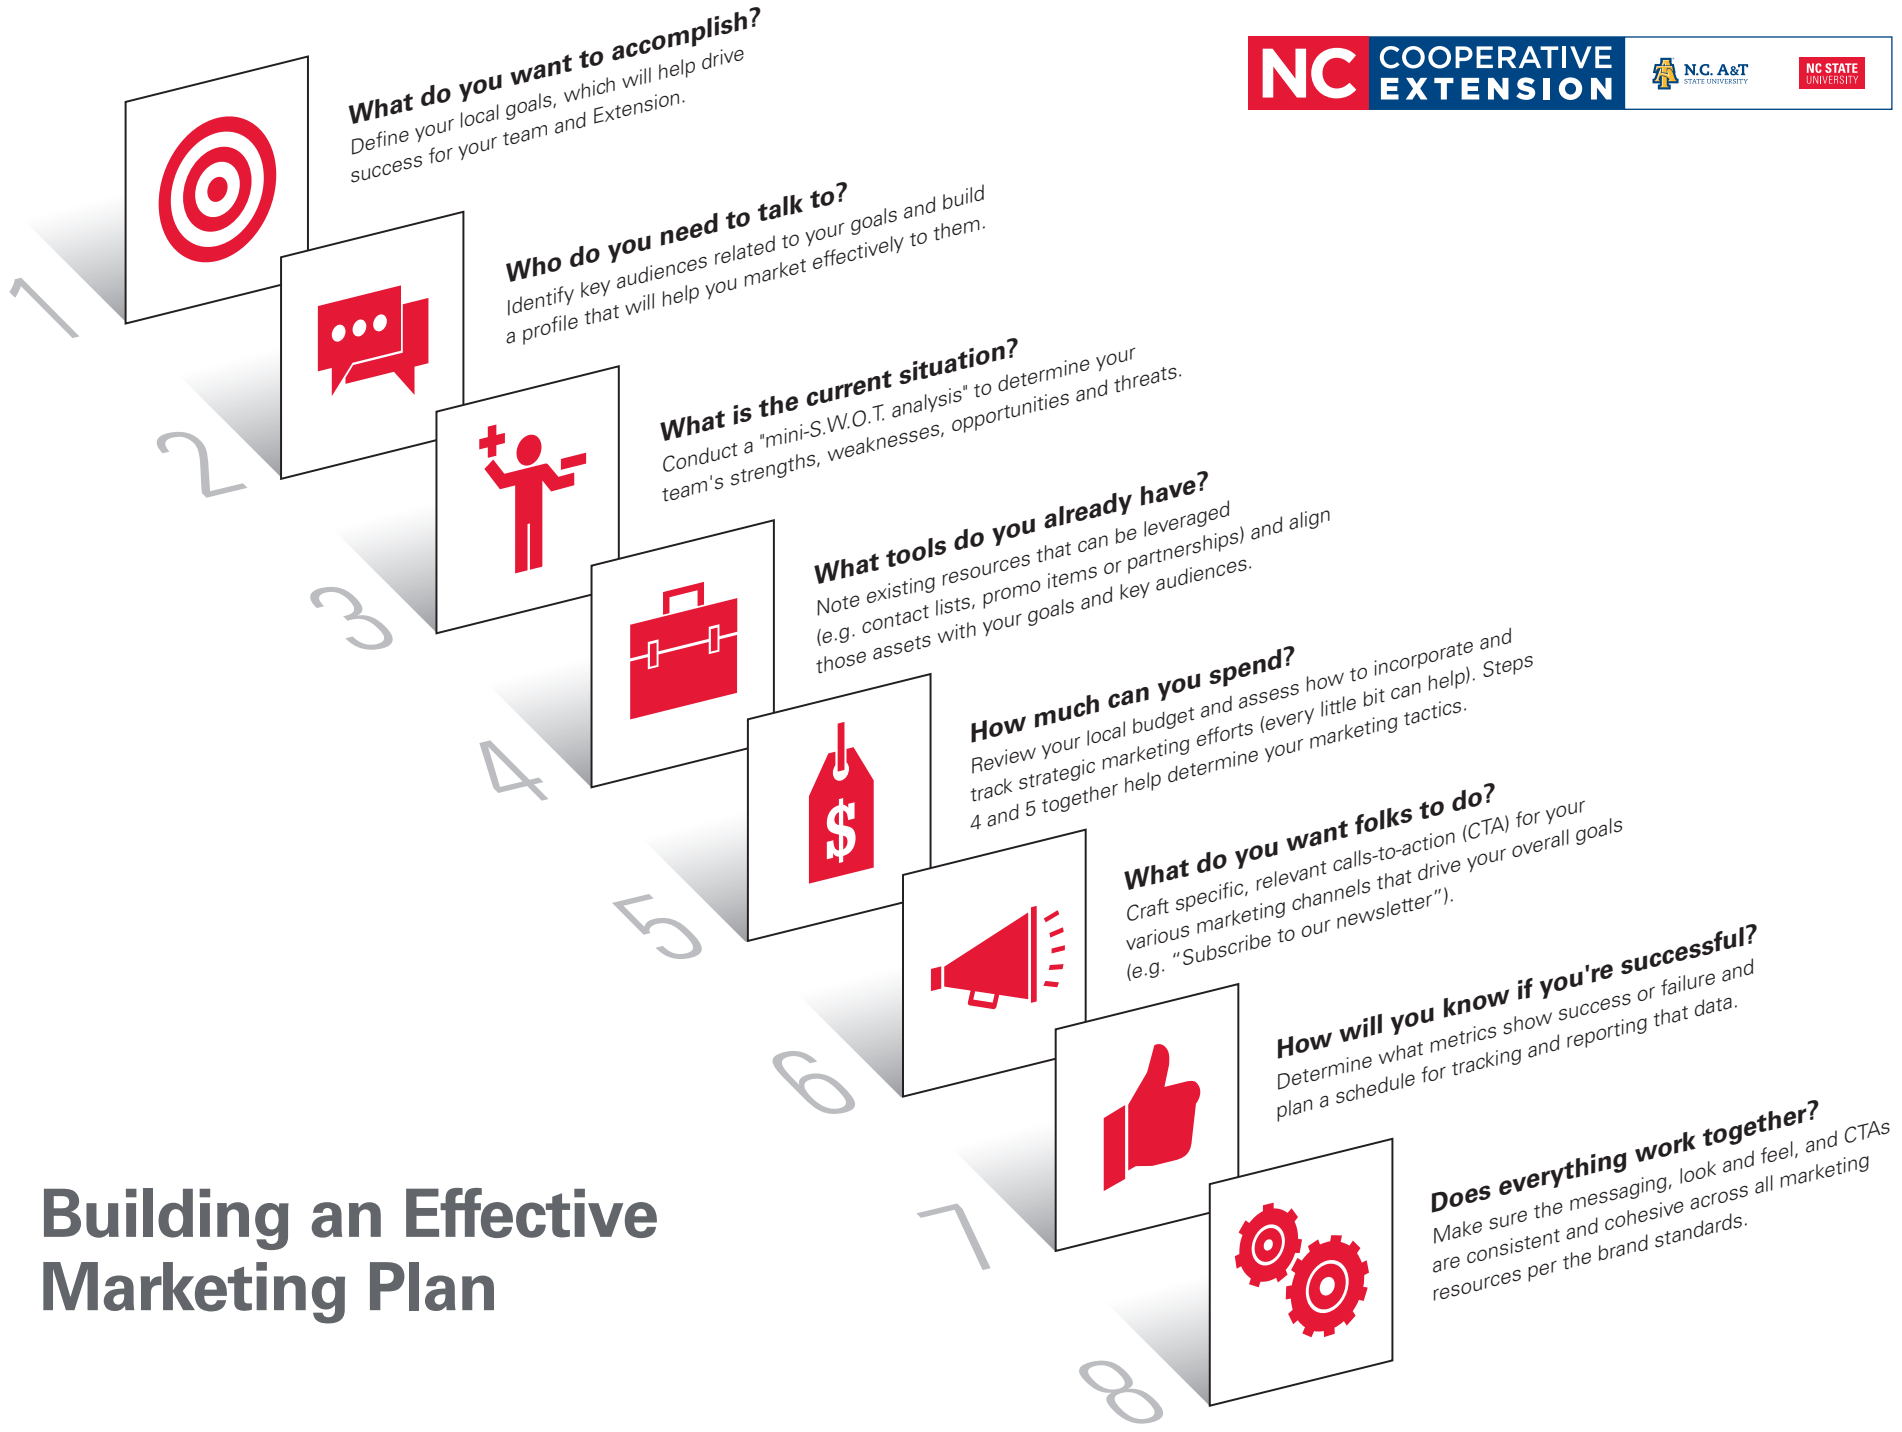 NC COOPERATIVE
EXTENSION
N.C. A&T
STATE UNIVERSITY
NC STATE
UNIVERSITY
1
What do you want to accomplish?
Define your local goals, which will help drive
success for your team and Extension.
2
Who do you need to talk to?
Identify key audiences related to your goals and build
a profile that will help you market effectively to them.
3
What is the current situation?
Conduct a "mini-S.W.O.T. analysis" to determine your
team's strengths, weaknesses, opportunities and threats.
4
What tools do you already have?
Note existing resources that can be leveraged
(e.g. contact lists, promo items or partnerships) and align
those assets with your goals and key audiences.
5
$
How much can you spend?
Review your local budget and assess how to incorporate and
track strategic marketing efforts (every little bit can help). Steps
4 and 5 together help determine your marketing tactics.
6
What do you want folks to do?
Craft specific, relevant calls-to-action (CTA) for your
various marketing channels that drive your overall goals
(e.g. “Subscribe to our newsletter”).
7
How will you know if you're successful?
Determine what metrics show success or failure and
plan a schedule for tracking and reporting that data.
8
Does everything work together?
Make sure the messaging, look and feel, and CTAs
are consistent and cohesive across all marketing
resources per the brand standards.
Building an Effective
Marketing Plan